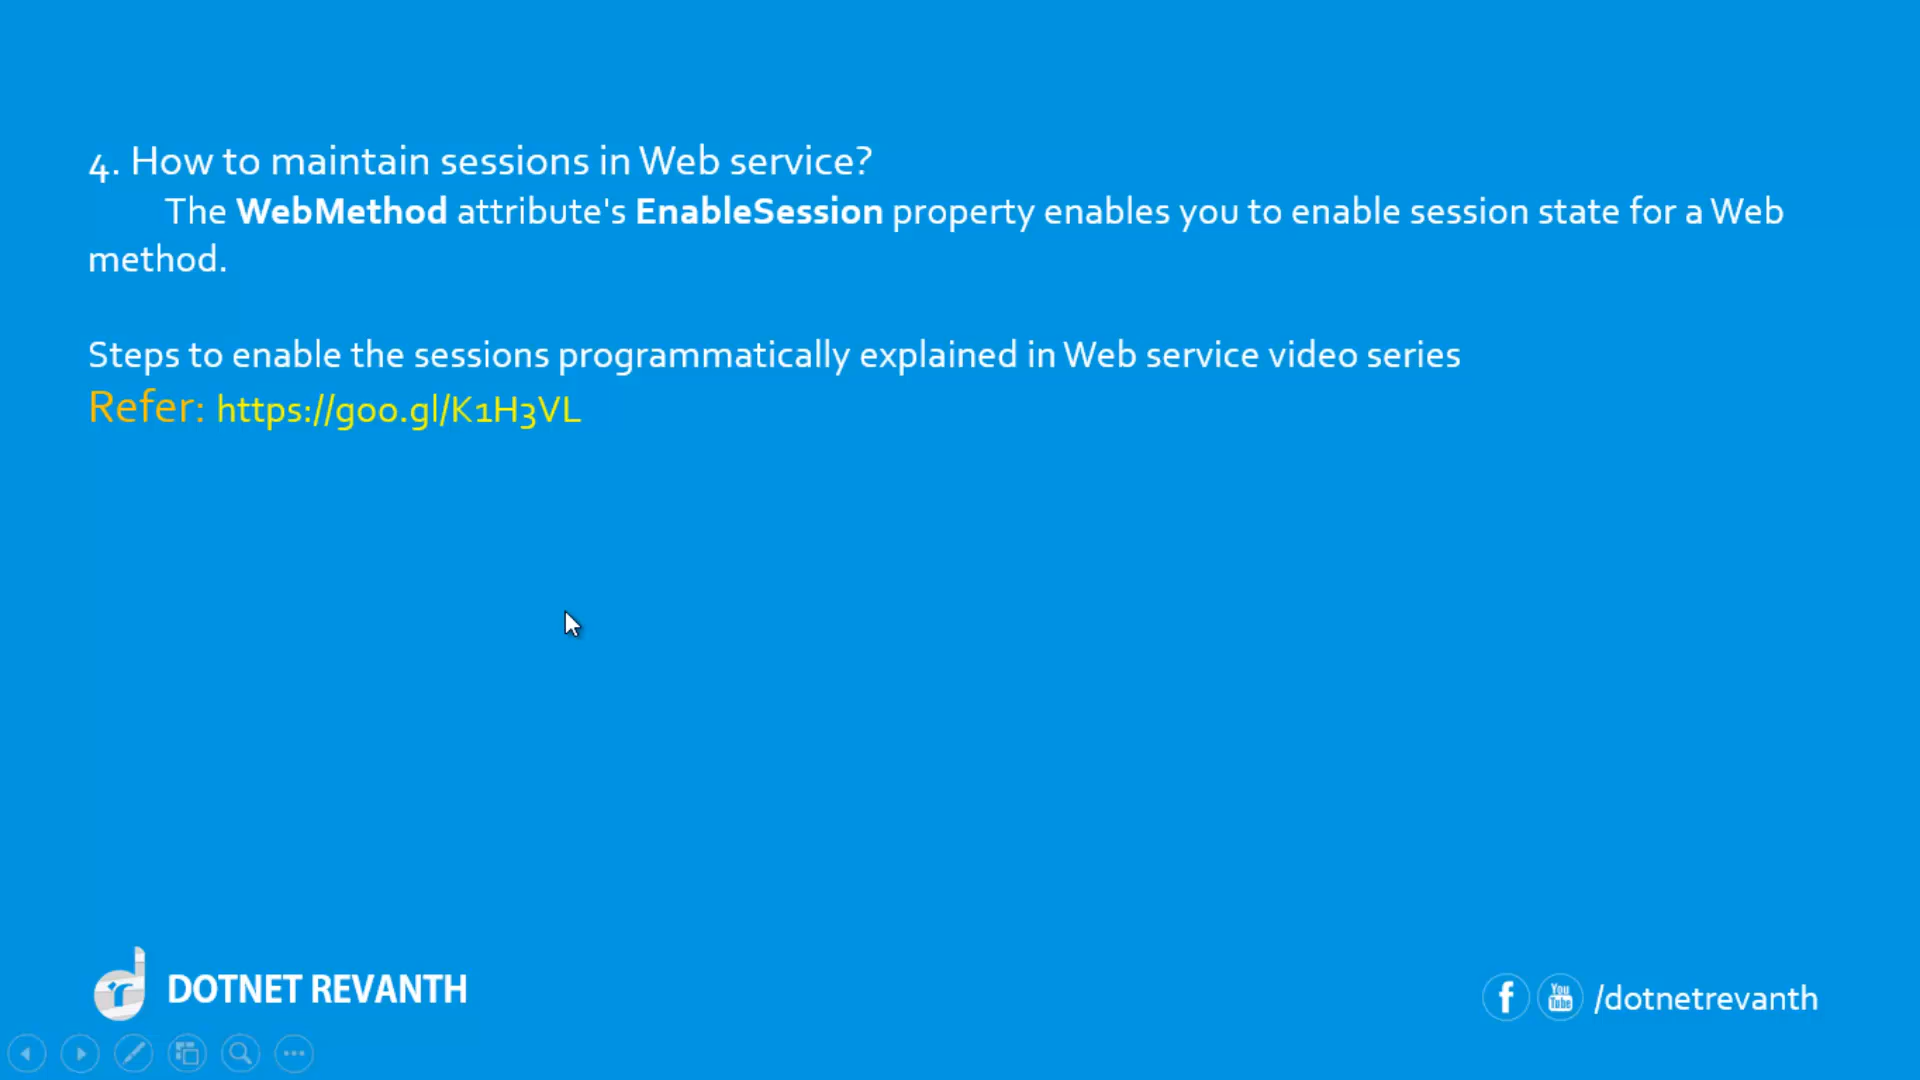 4. How to maintain sessions in Web service?
The WebMethod attribute's EnableSession property enables you to enable session state for a Web
method.
Steps to enable the sessions programmatically explained in Web service video series
Refer: https://goo.gl/K1H3VL
DOTNET REVANTH
f You Tube /dotnetrevanth